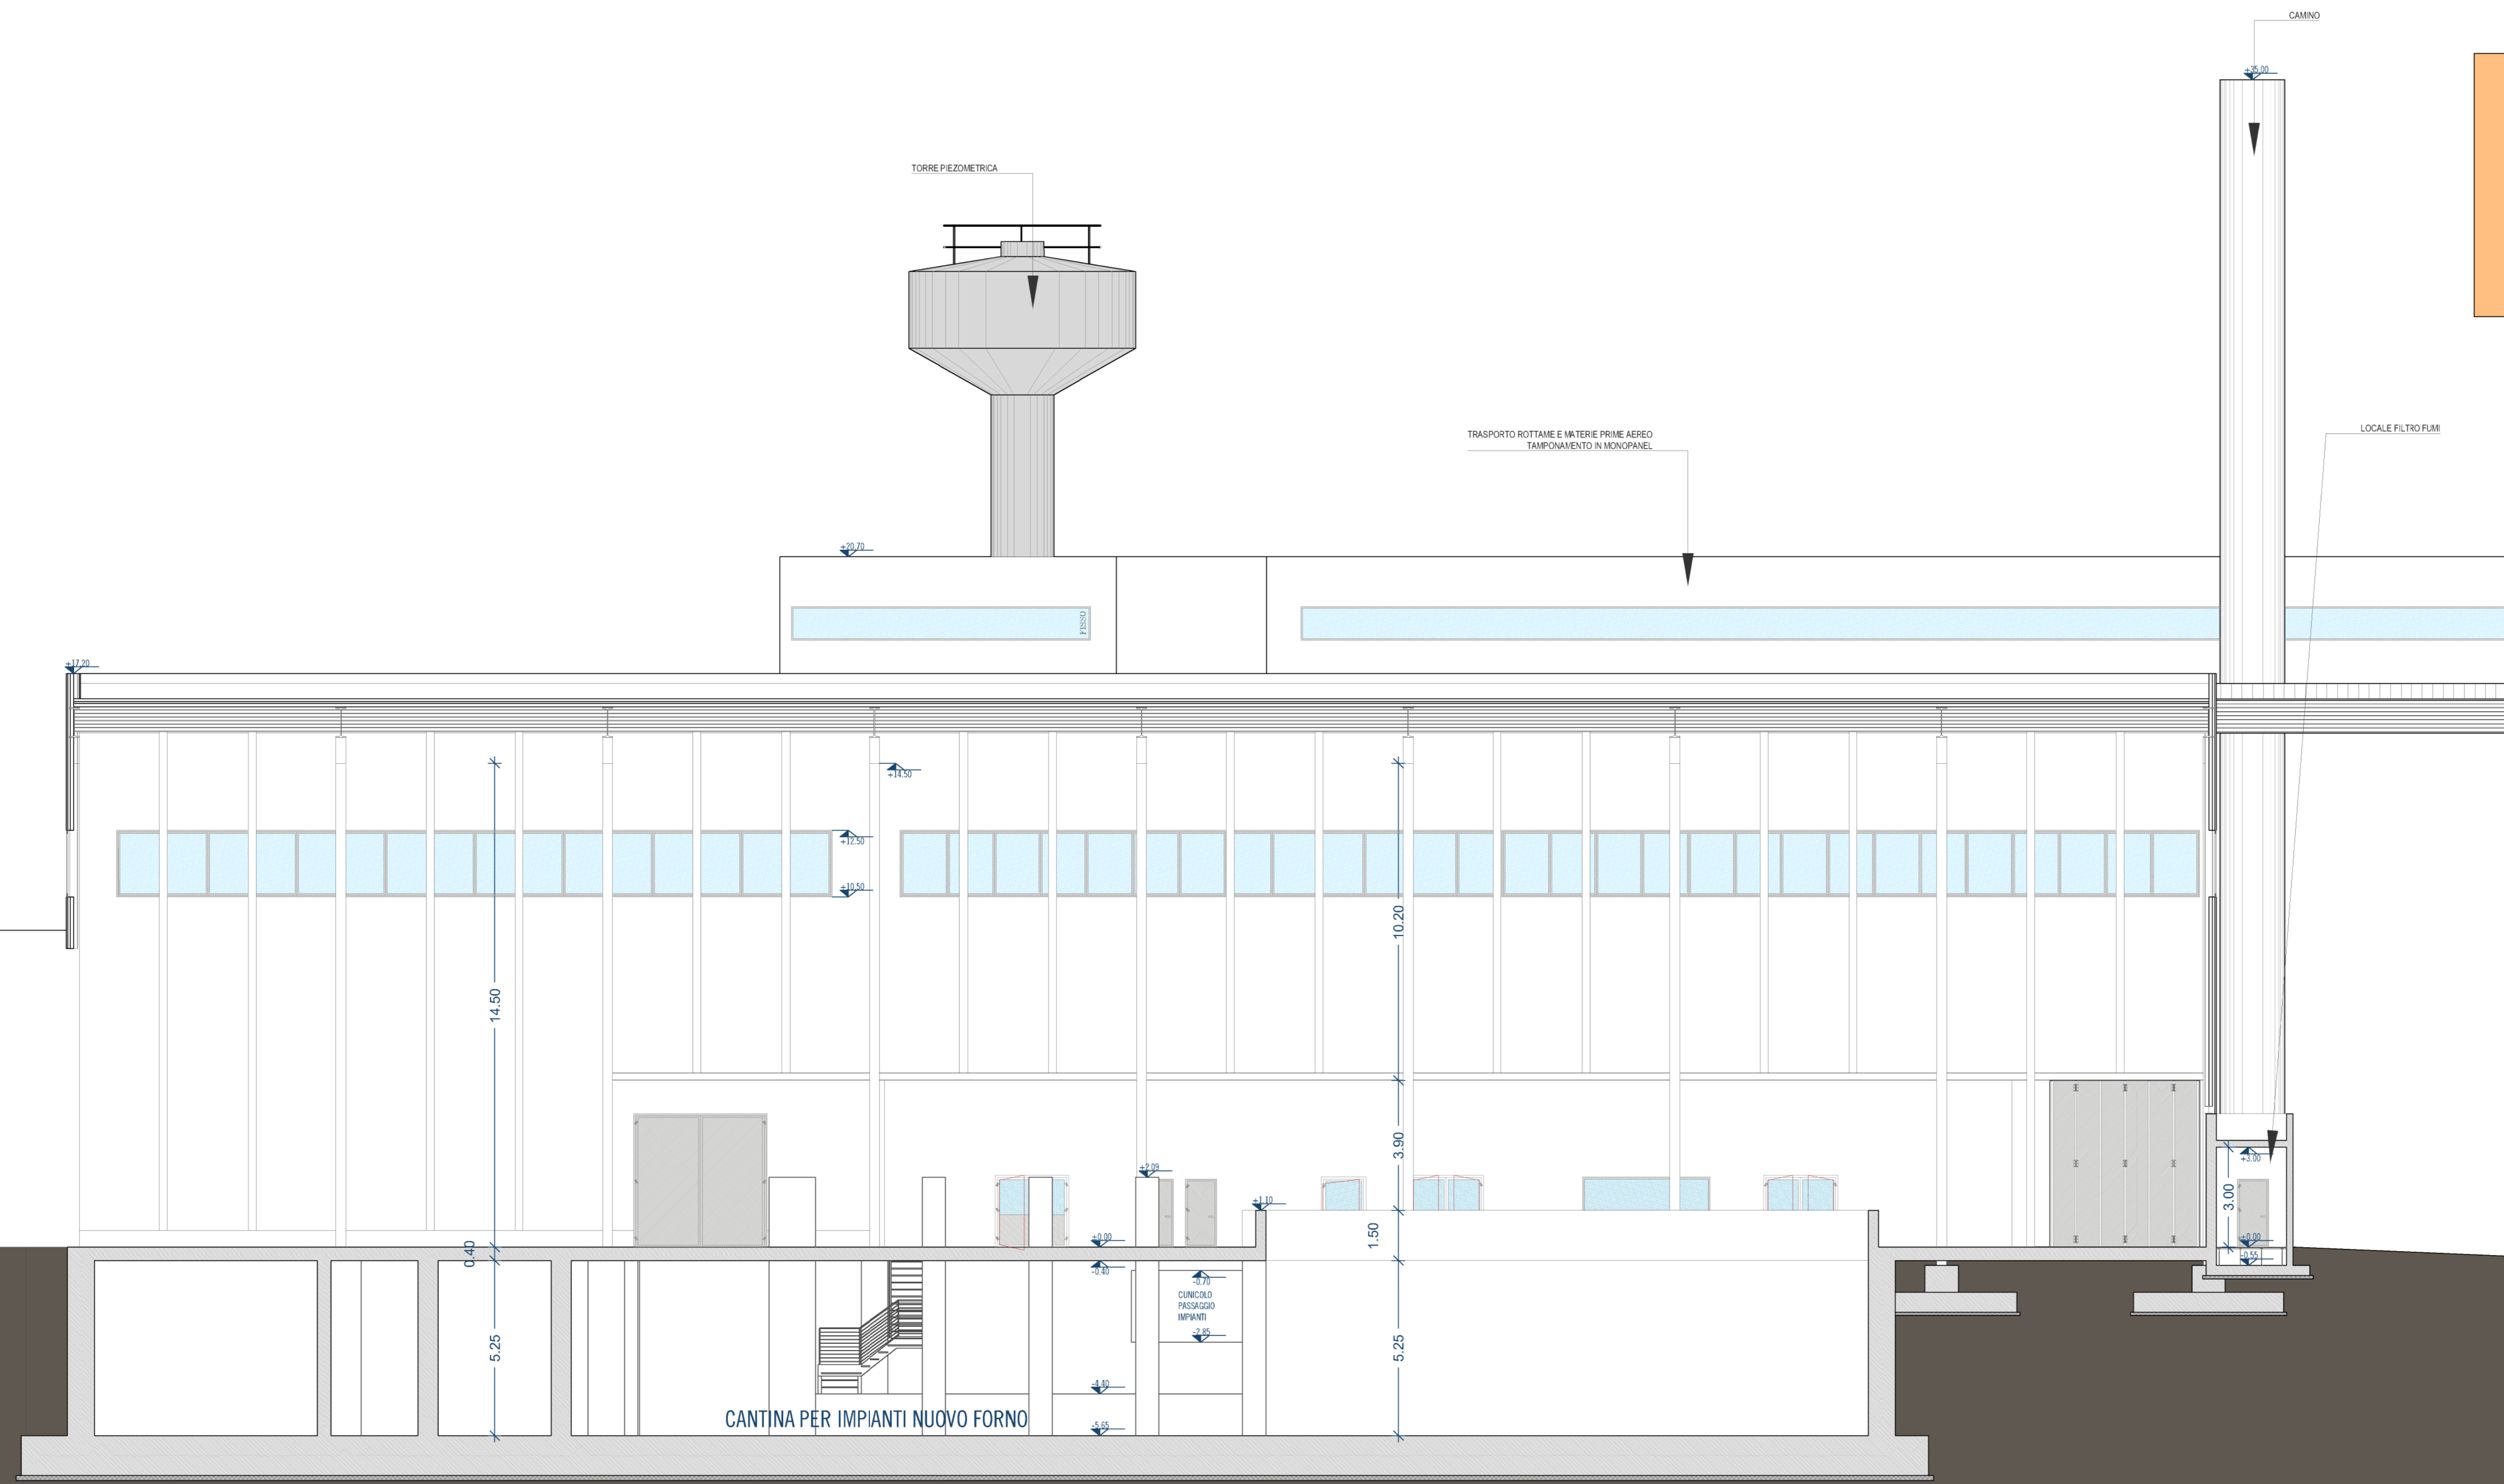 CAMINO
+35.00
TORRE PIEZOMETRICA
LOCALE FILTRO FUMI
TRASPORTO ROTTAME E MATERIE PRIME AEREO
TAMPONAMENTO IN MONOPANEL
+20.70
FISSO
+17.20
+14.50
+12.50
+10.50
10.20
14.50
3.90
+2.09
+3.00
3.00
+1.10
1.50
+0.00
+0.00
0.40
-0.40
-0.55
-0.70
CUNICOLO
PASSAGGIO
IMPIANTI
-2.85
5.25
5.25
-4.40
CANTINA PER IMPIANTI NUOVO FORNO
-5.65